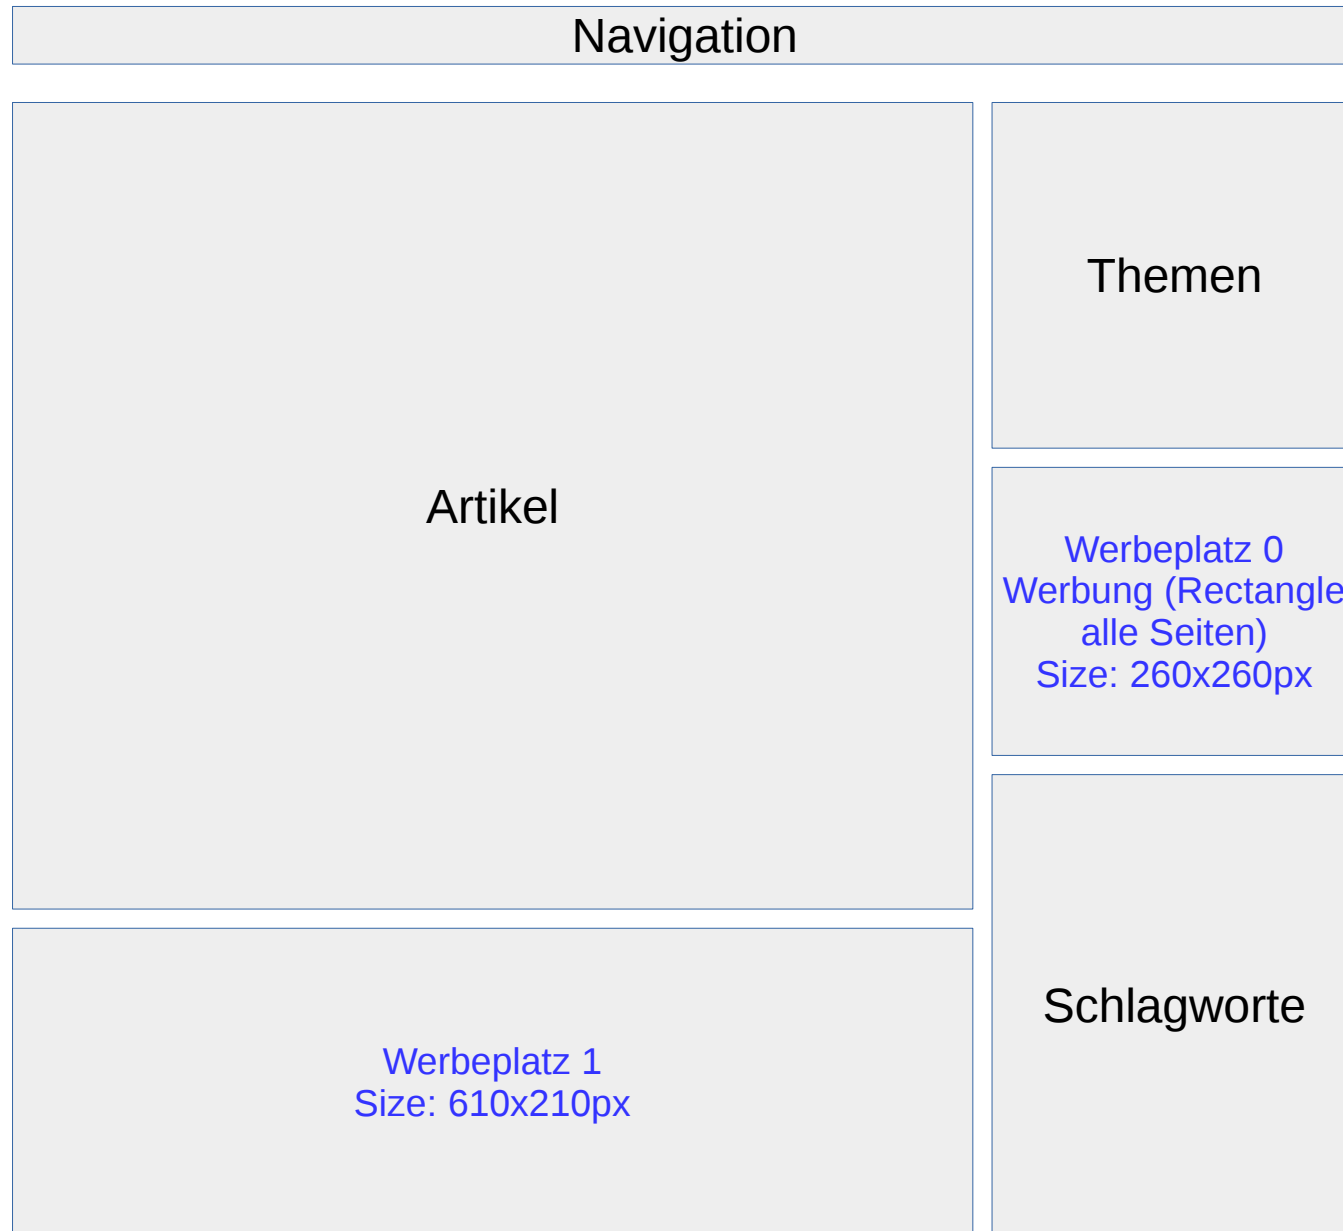 Navigation
Artikel
Themen
Werbeplatz 0
Werbung (Rectangle
alle Seiten)
Size: 260x260px
Schlagworte
Werbeplatz 1
Size: 610x210px